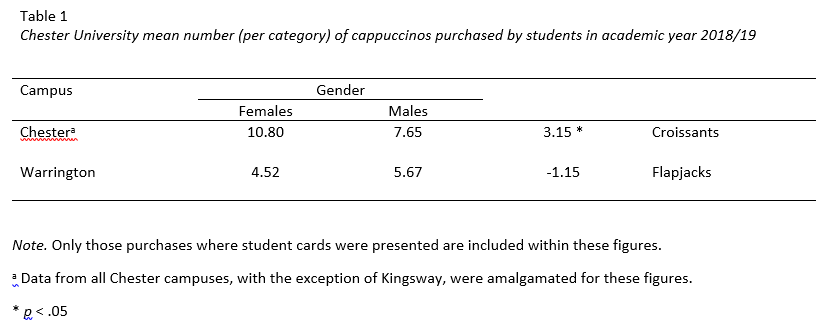 Table 1
Chester University mean number (per category) of cappuccinos purchased by students in academic year 2018/19
Campus Gender
Females Males
Chesterᵃ 10.80 7.65 3.15 * Croissants
Warrington 4.52 5.67 -1.15 Flapjacks
Note. Only those purchases where student cards were presented are included within these figures.
ᵃ Data from all Chester campuses, with the exception of Kingsway, were amalgamated for these figures.
* p < .05